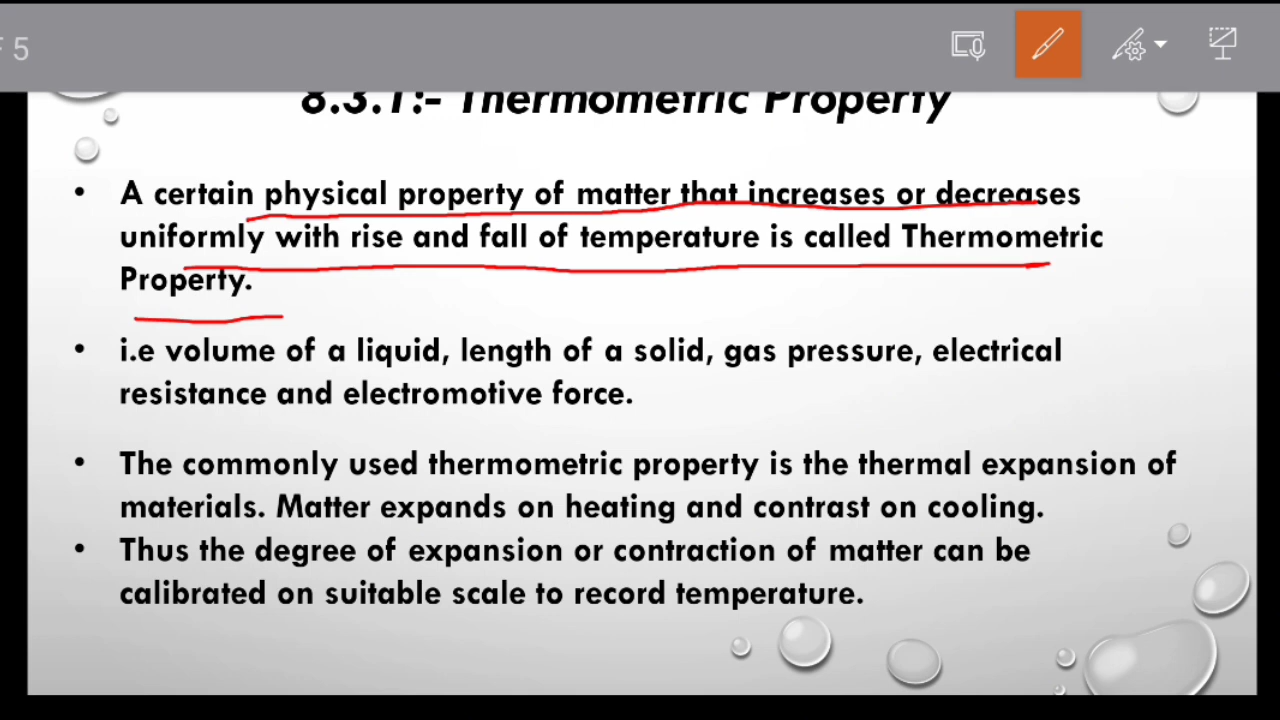 5
8.3.1:- Thermometric Property
• A certain physical property of matter that increases or decreases
uniformly with rise and fall of temperature is called Thermometric
Property.
• i.e volume of a liquid, length of a solid, gas pressure, electrical
resistance and electromotive force.
• The commonly used thermometric property is the thermal expansion of
materials. Matter expands on heating and contrast on cooling.
• Thus the degree of expansion or contraction of matter can be
calibrated on suitable scale to record temperature.